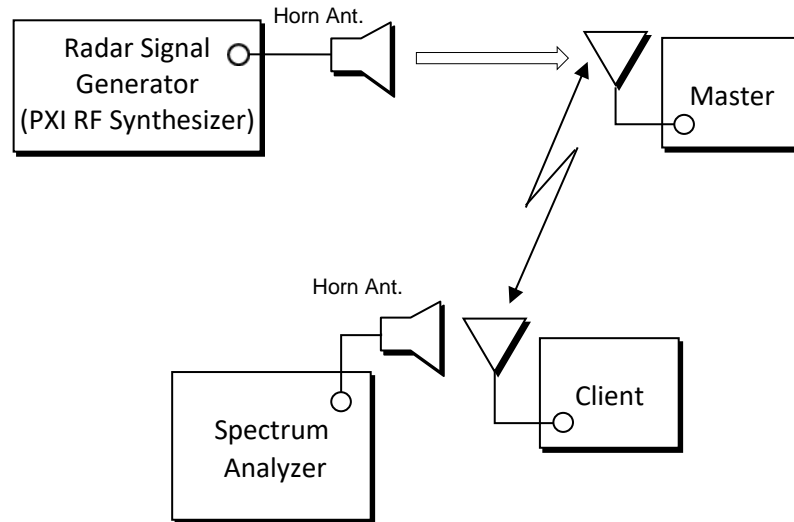 Horn Ant.
Radar Signal
Generator
(PXI RF Synthesizer)
Master
Horn Ant.
Client
Spectrum
Analyzer